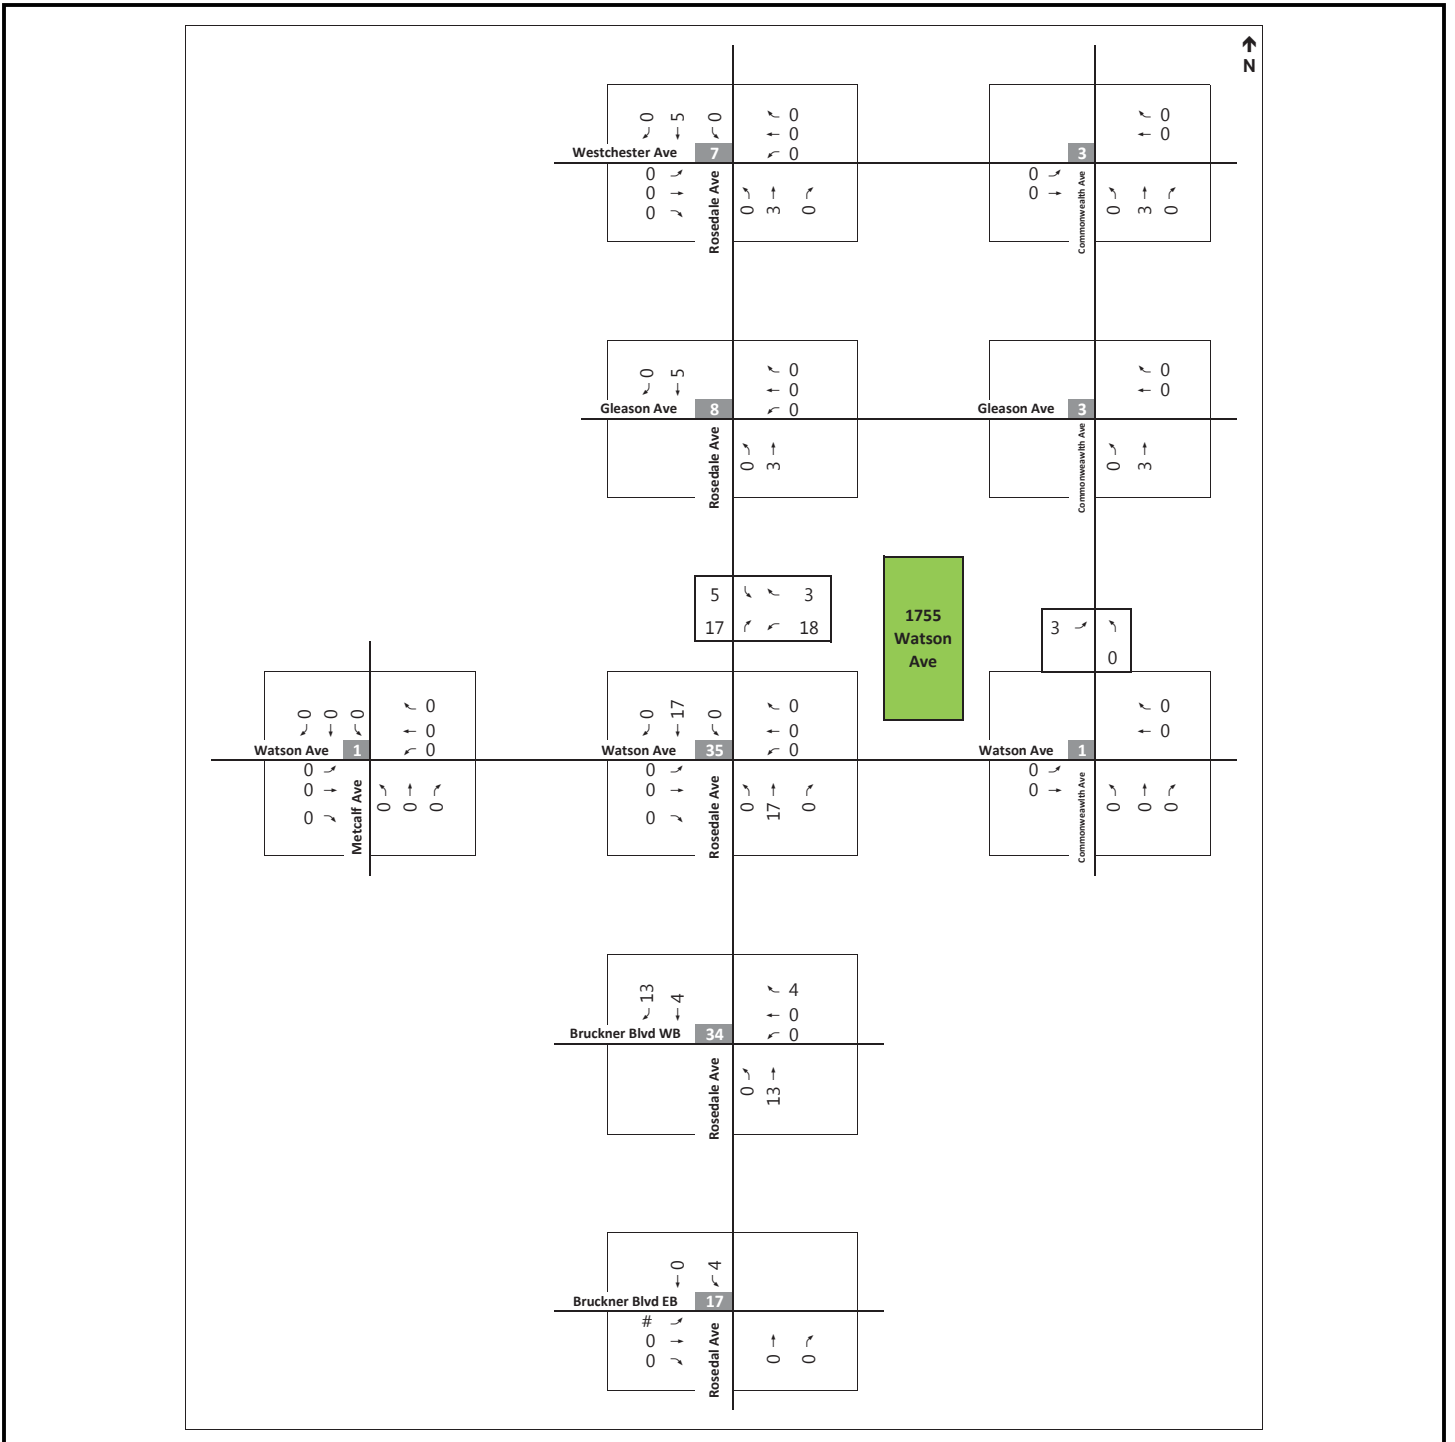 N
0 5 0
0
0
0
Westchester Ave 7
0
0
0
Rosedale Ave
0 3 0
0
0
3
0
0
Commonwealth Ave
0 3 0
0 5
0
0
0
Gleason Ave 8
Rosedale Ave
0 3
0
0
Gleason Ave 3
Commonweawlth Ave
0 3
5 3
17 18
1755
Watson
Ave
3
0
0 0 0
0
0
0
Watson Ave 1
0
0
0
Metcalf Ave
0 0 0
0 17 0
0
0
0
Watson Ave 35
0
0
0
Rosedale Ave
0 17 0
0
0
Watson Ave 1
0
0
Commonweawlth Ave
0 0 0
13 4
4
0
0
Bruckner Blvd WB 34
Rosedale Ave
0 13
0 4
Bruckner Blvd EB 17
#
0
0
Rosedal Ave
0 0